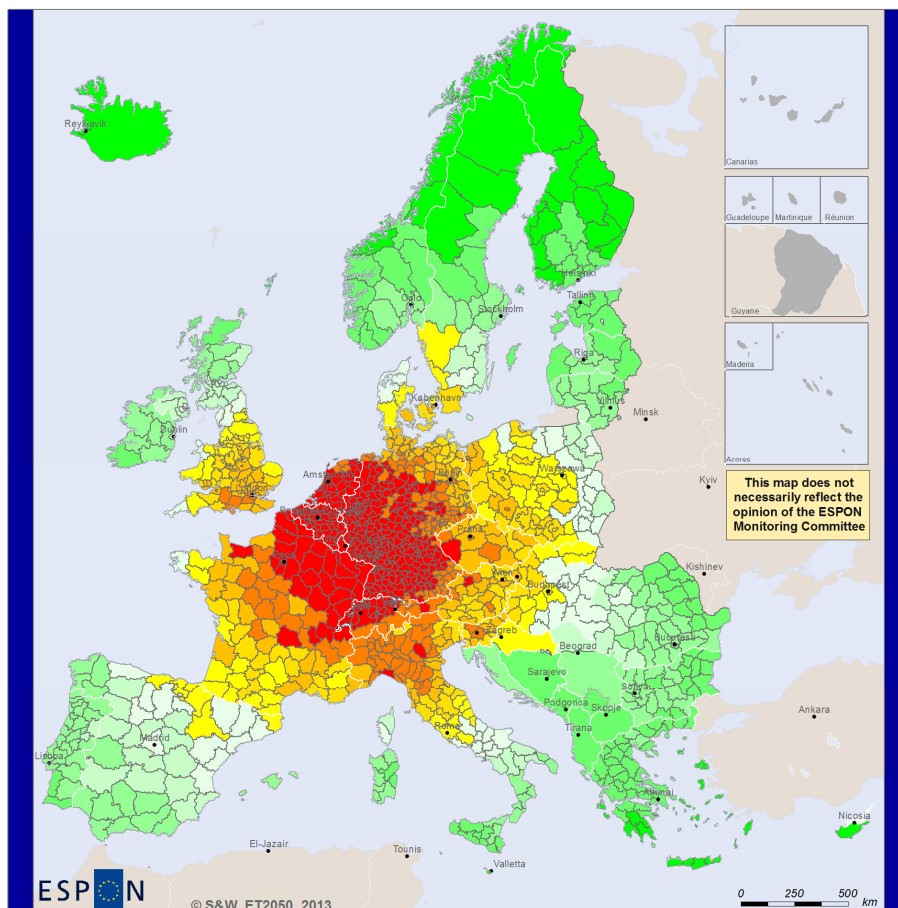 Reykjavik
Canarias
Guadeloupe
Martinique
Réunion
Guyane
Madeira
Acores
Helsinki
Oslo
Tallinn
Stockholm
Riga
København
Vilnius
Minsk
Dublin
Amsterdam
Berlin
Warszawa
London
Kyiv
This map does not
necessarily reflect the
opinion of the ESPON
Monitoring Committee
Praha
Wien
Kishinev
Budapest
Zagreb
Beograd
Bucuresti
Sarajevo
Sofiya
Podgorica
Skopje
Ankara
Roma
Tirana
Madrid
Lisboa
Athinai
Nicosia
El-Jazair
Tounis
Valletta
ESPON
© S&W, ET2050, 2013
0 250 500
km